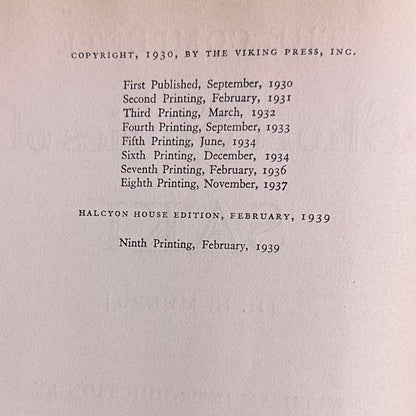 COPYRIGHT, 1930, BY THE VIKING PRESS, INC.
First Published, September, 1930
Second Printing, February, 1931
Third Printing, March, 1932
Fourth Printing, September, 1933
Fifth Printing, June, 1934
Sixth Printing, December, 1934
Seventh Printing, February, 1936
Eighth Printing, November, 1937
HALCYON HOUSE EDITION, FEBRUARY, 1939
Ninth Printing, February, 1939